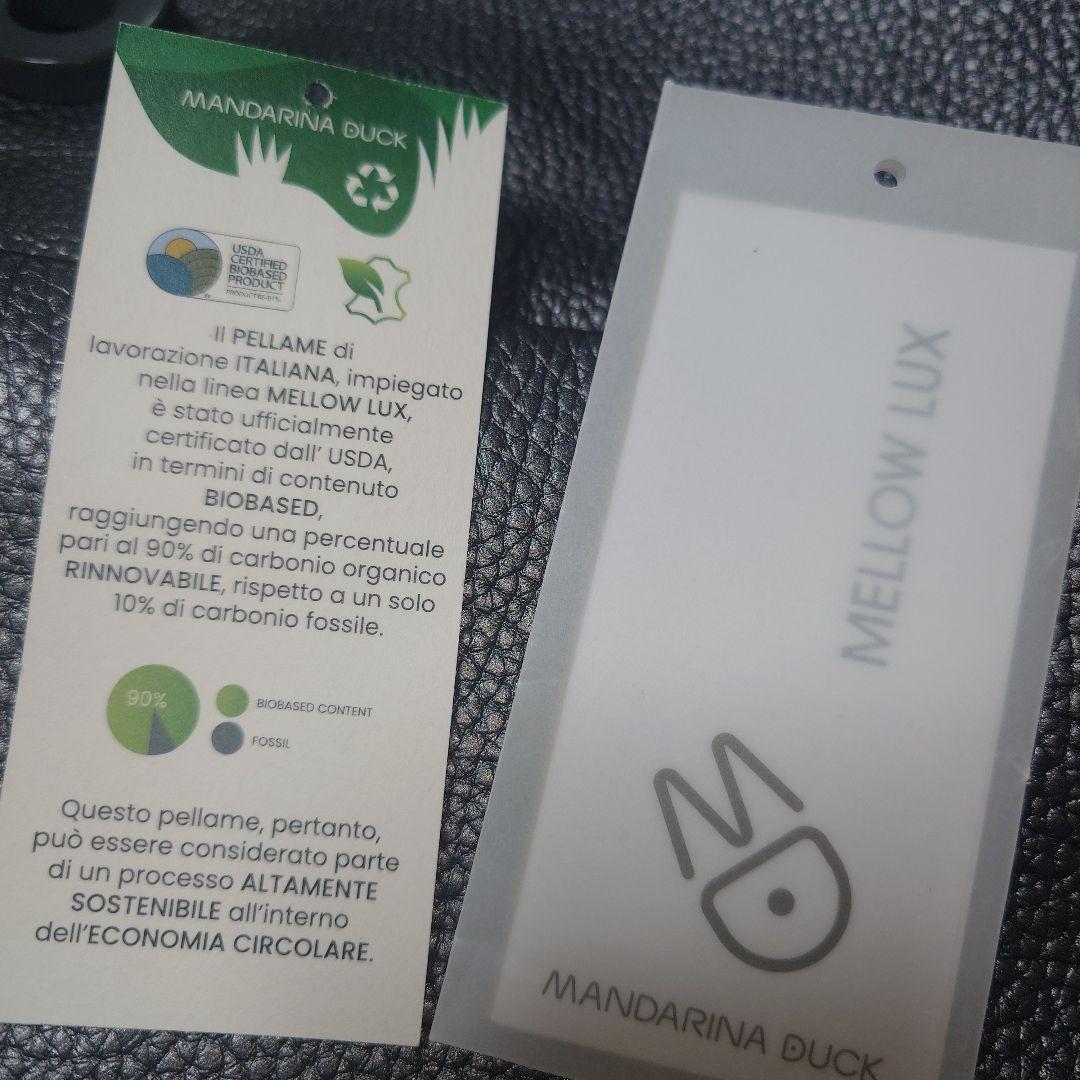 MANDARINA DUCK
USDA
CERTIFIED
BIOBASED
PRODUCT
Il PELLAME di
lavorazione ITALIANA, impiegato
nella linea MELLOW LUX,
è stato ufficialmente
certificato dall' USDA,
in termini di contenuto
BIOBASED,
raggiungendo una percentuale
pari al 90% di carbonio organico
RINNOVABILE, rispetto a un solo
10% di carbonio fossile.
90%
BIOBASED CONTENT
FOSSIL
Questo pellame, pertanto,
può essere considerato parte
di un processo ALTAMENTE
SOSTENIBILE all'interno
dell'ECONOMIA CIRCOLARE.
MELLOW LUX
MANDARINA DUCK